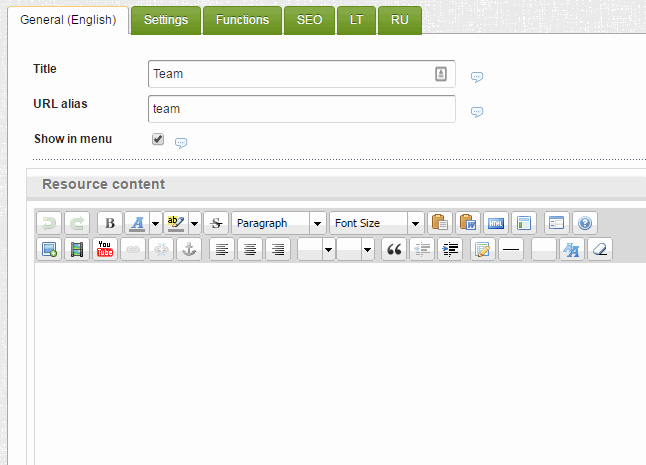 General (English) Settings Functions SEO LT RU
Title Team
URL alias team
Show in menu
Resource content
B A ab S Paragraph Font Size W HTML ?
You Tube A A